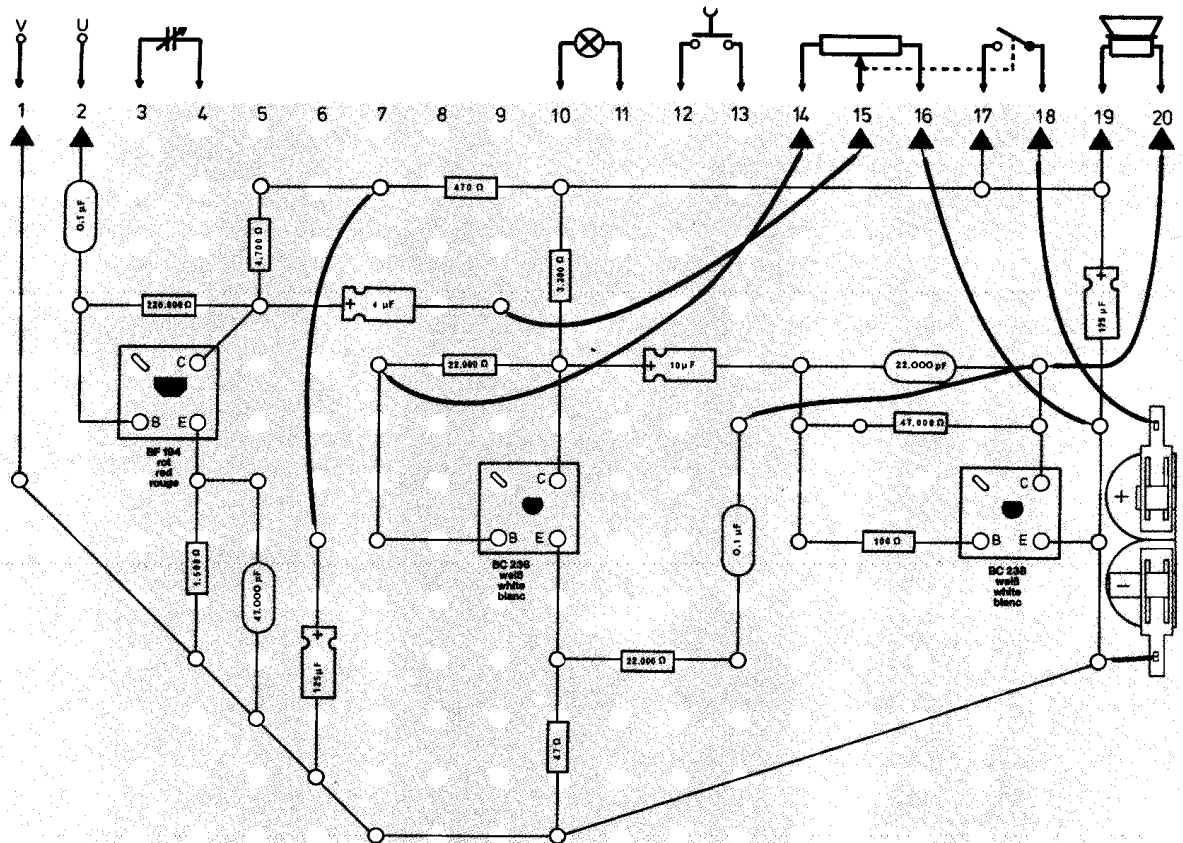 V U
1 2 3 4 5 6 7 8 9 10 11 12 13 14 15 16 17 18 19 20
470 Ω
0,1 µF
4,700 Ω
3.300 Ω
+ 125 µF
220.000 Ω
+ 4 µF
22.000 Ω
+ 10 µF
22.000 pF
C
B E
BF 194
rot
red
rouge
47.000 Ω
C
B E
BC 238
weiß
white
blanc
0,1 µF
100 Ω
C
B E
BC 238
weiß
white
blanc
+
-
1.500 Ω
47.000 pF
+ 125 µF
22.000 Ω
47 Ω